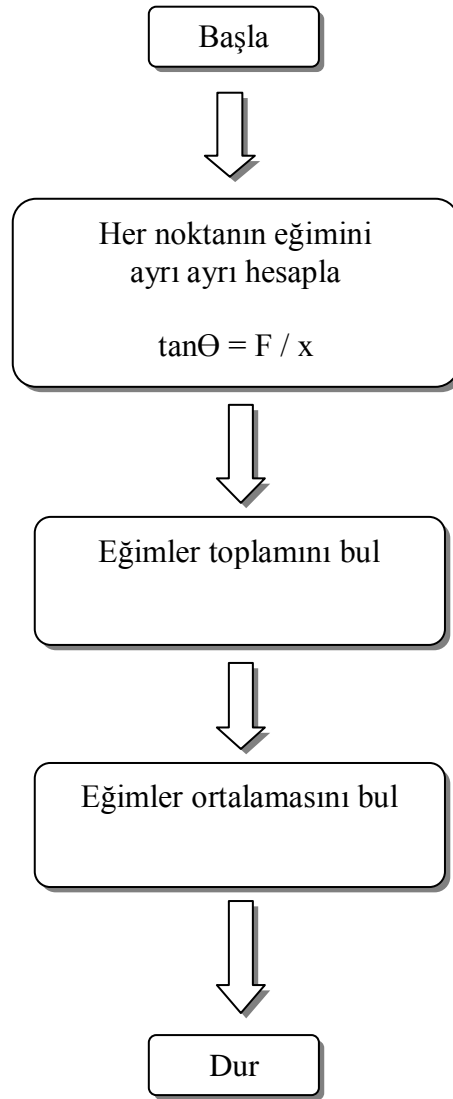 Başla
Her noktanın eğimini
ayrı ayrı hesapla
tanϴ = F / x
Eğimler toplamını bul
Eğimler ortalamasını bul
Dur